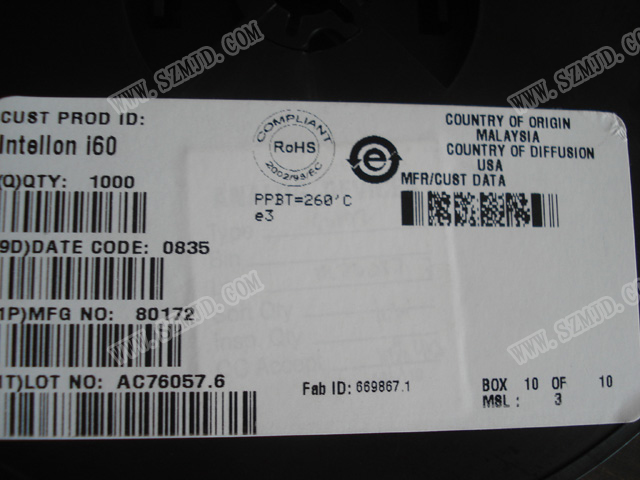 CUST PROD ID:
Intellon i60
(Q)QTY: 1000
9D)DATE CODE: 0835
1P)MFG NO: 80172
1T)LOT NO: AC76057.6
COMPLIANT
RoHS
2002/95/EC
e
PPBT=260'C
e3
COUNTRY OF ORIGIN
MALAYSIA
COUNTRY OF DIFFUSION
USA
MFR/CUST DATA
Fab ID: 669867.1
BOX 10 OF 10
MSL: 3
WWW.SZMJD.COM
WWW.SZMJD.COM
WWW.SZMJD.COM
WWW.SZMJD.COM